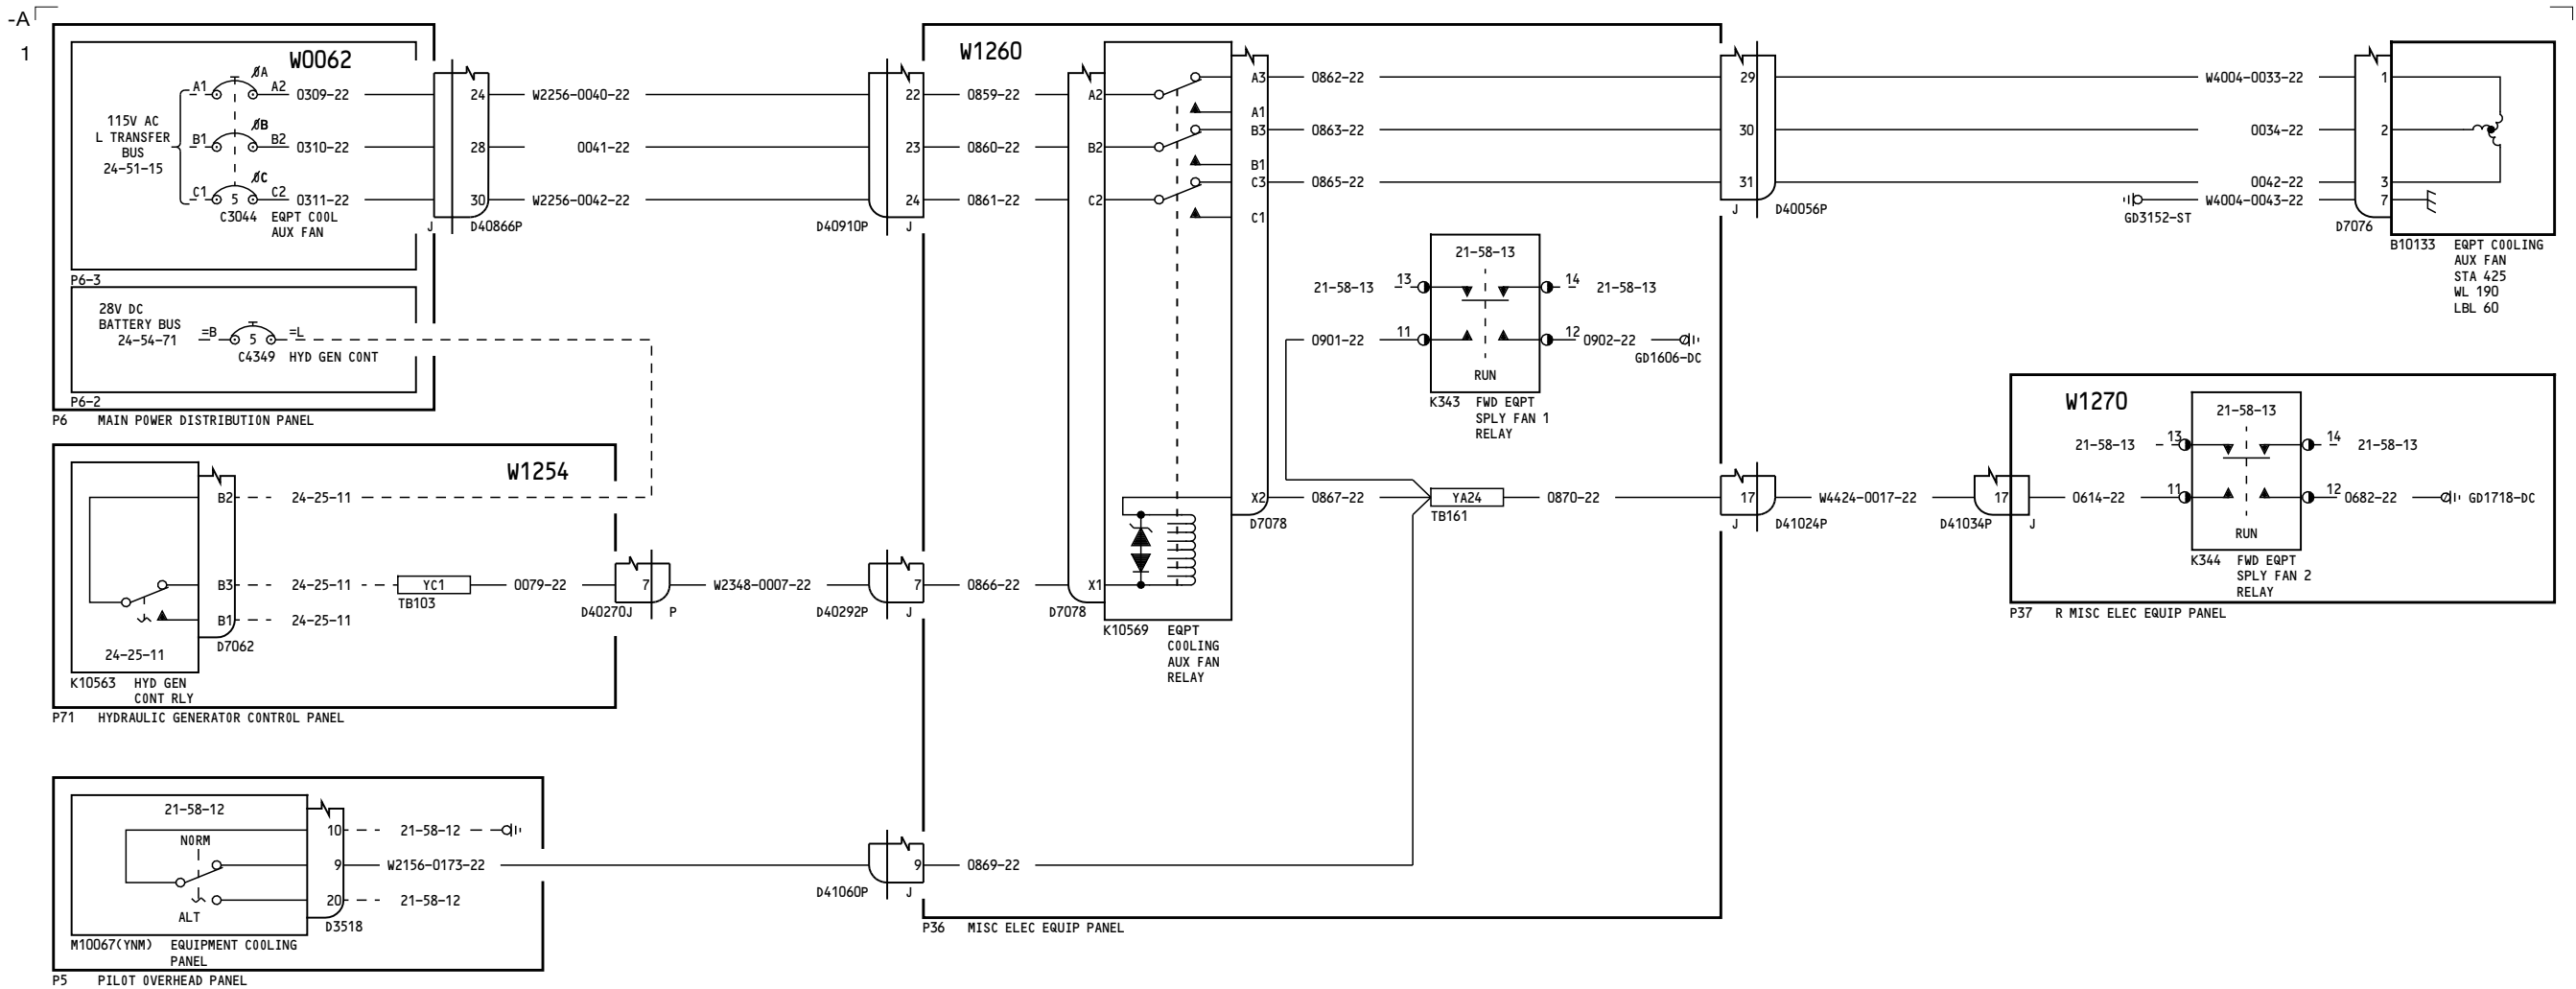 -A
1
W0062
ØA
A1
A2
0309-22
115V AC
L TRANSFER
BUS
24-51-15
ØB
B1
B2
0310-22
ØC
C1
5
C2
0311-22
C3044
EQPT COOL
AUX FAN
P6-3
28V DC
BATTERY BUS
24-54-71
=B
5
=L
C4349
HYD GEN CONT
P6-2
P6
MAIN POWER DISTRIBUTION PANEL
24
28
30
J
D40866P
W2256-0040-22
0041-22
W2256-0042-22
22
23
24
D40910P
J
W1260
0859-22
0860-22
0861-22
A2
B2
C2
A3
A1
B3
B1
C3
C1
0862-22
0863-22
0865-22
29
30
31
J
D40056P
W4004-0033-22
0034-22
0042-22
W4004-0043-22
GD3152-ST
1
2
3
7
D7076
B10133
EQPT COOLING
AUX FAN
STA 425
WL 190
LBL 60
21-58-13
21-58-13
13
14
21-58-13
0901-22
11
12
0902-22
GD1606-DC
RUN
K343
FWD EQPT
SPLY FAN 1
RELAY
W1254
B2
24-25-11
B3
24-25-11
YC1
TB103
0079-22
B1
24-25-11
D7062
24-25-11
K10563
HYD GEN
CONT RLY
P71
HYDRAULIC GENERATOR CONTROL PANEL
7
D40270J
P
W2348-0007-22
7
D40292P
J
0866-22
X1
D7078
X2
D7078
K10569
EQPT
COOLING
AUX FAN
RELAY
0867-22
YA24
TB161
0870-22
17
J
D41024P
W4424-0017-22
17
D41034P
J
W1270
21-58-13
21-58-13
13
14
21-58-13
0614-22
11
12
0682-22
GD1718-DC
RUN
K344
FWD EQPT
SPLY FAN 2
RELAY
P37
R MISC ELEC EQUIP PANEL
21-58-12
NORM
ALT
10
21-58-12
9
W2156-0173-22
20
21-58-12
D3518
M10067(YNM)
EQUIPMENT COOLING
PANEL
P5
PILOT OVERHEAD PANEL
9
D41060P
J
0869-22
P36
MISC ELEC EQUIP PANEL